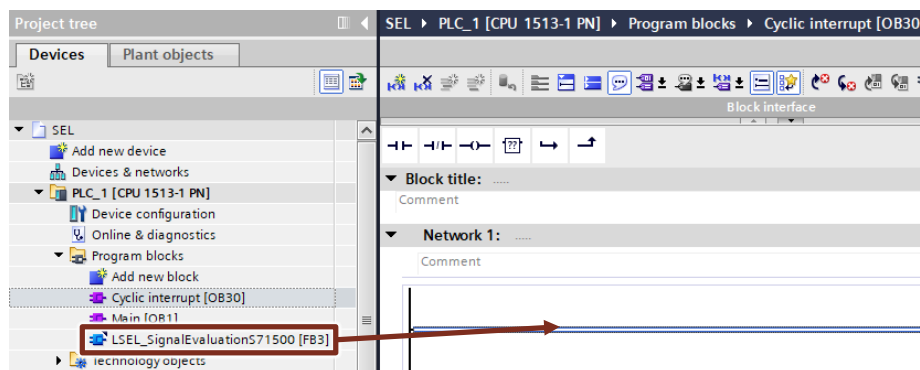 Project tree
SEL ▸ PLC_1 [CPU 1513-1 PN] ▸ Program blocks ▸ Cyclic interrupt [OB30
Devices
Plant objects
Block interface
SEL
Add new device
Devices & networks
PLC_1 [CPU 1513-1 PN]
Device configuration
Online & diagnostics
Program blocks
Add new block
Cyclic interrupt [OB30]
Main [OB1]
LSEL_SignalEvaluationS71500 [FB3]
Technology objects
??
Block title: .....
Comment
Network 1: .....
Comment